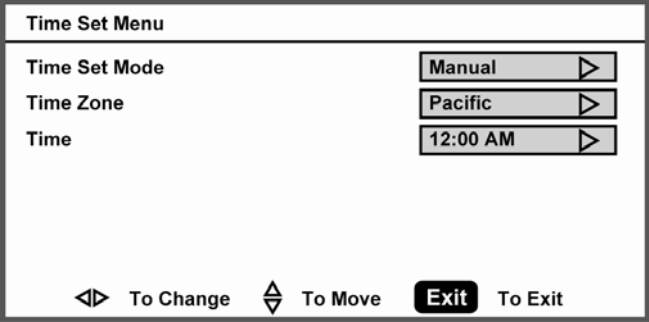 Time Set Menu
Time Set Mode Manual
Time Zone Pacific
Time 12:00 AM
To Change To Move Exit To Exit